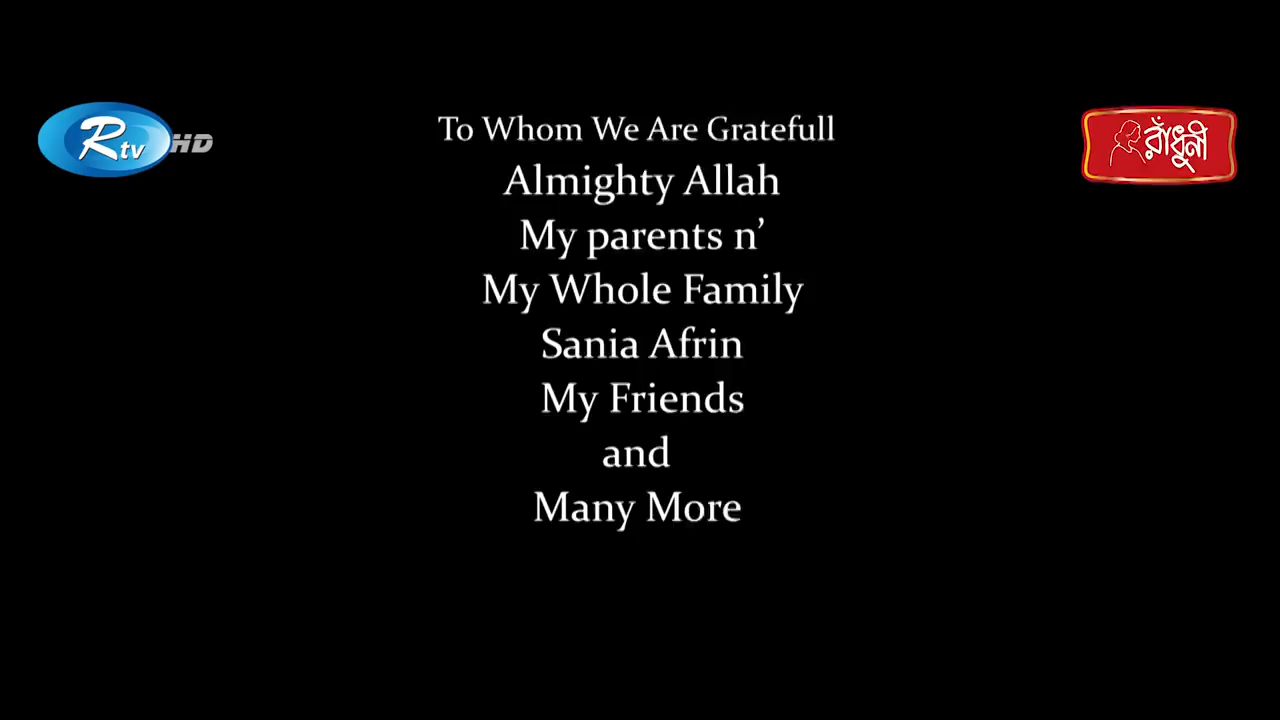 Rtv HD
To Whom We Are Gratefull
রাঁধুনী
Almighty Allah
My parents n’
My Whole Family
Sania Afrin
My Friends
and
Many More